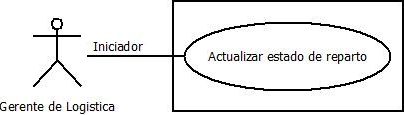 Iniciador
Actualizar estado de reparto
Gerente de Logistica